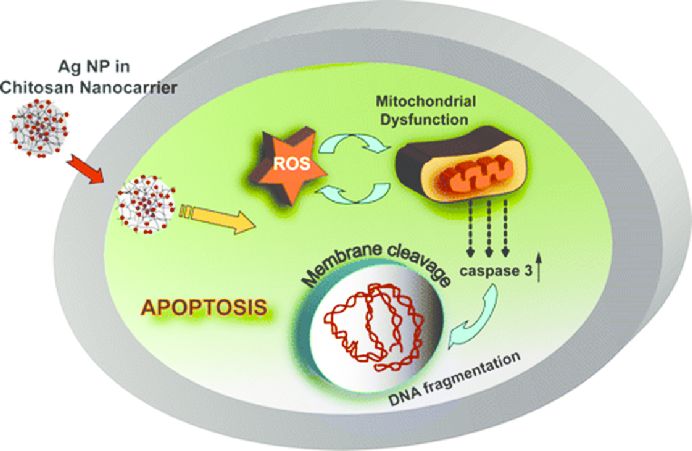 Ag NP in
Chitosan Nanocarrier
Mitochondrial
Dysfunction
ROS
caspase 3
Membrane cleavage
APOPTOSIS
DNA fragmentation